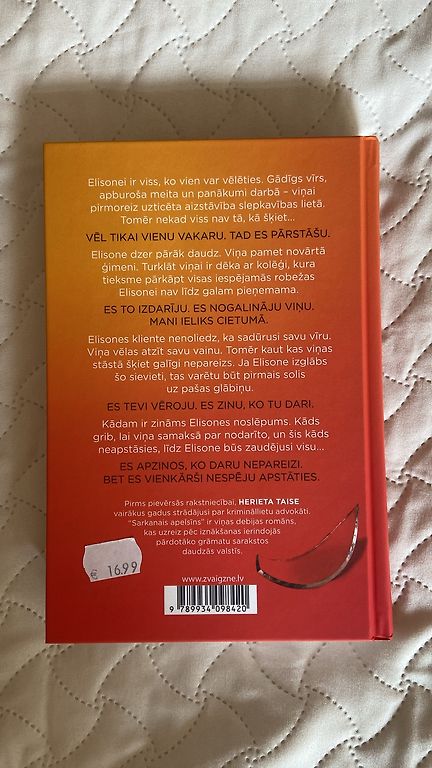 Elisonei ir viss, ko vien var vēlēties. Gādīgs vīrs,
apburoša meita un panākumi darbā – viņai
pirmoreiz uzticēta aizstāvība slepkavības lietā.
Tomēr nekad viss nav tā, kā šķiet...
VĒL TIKAI VIENU VAKARU. TAD ES PĀRSTĀŠU.
Elisone dzer pārāk daudz. Viņa pamet novārtā
ģimeni. Turklāt viņai ir dēka ar kolēģi, kura
tieksme pārkāpt visas iespējamās robežas
Elisonei nav līdz galam pieņemama.
ES TO IZDARĪJU. ES NOGALINĀJU VIŅU.
MANI IELIKS CIETUMĀ.
Elisones kliente nenoliedz, ka sadūrusi savu vīru.
Viņa vēlas atzīt savu vainu. Tomēr kaut kas viņas
stāstā šķiet galīgi nepareizs. Ja Elisone izglābs
šo sievieti, tas varētu būt pirmais solis
uz pašas glābiņu.
ES TEVI VĒROJU. ES ZINU, KO TU DARI.
Kādam ir zināms Elisones noslēpums. Kāds
grib, lai viņa samaksā par nodarīto, un šis kāds
neapstāsies, līdz Elisone būs zaudējusi visu...
ES APZINOS, KO DARU NEPAREIZI.
BET ES VIENKĀRŠI NESPĒJU APSTĀTIES.
Pirms pievērsās rakstniecībai, HERIETA TAISE
vairākus gadus strādājusi par krimināllietu advokāti.
"Sarkanais apelsīns" ir viņas debijas romāns,
kas uzreiz pēc iznākšanas ierindojās
pārdotāko grāmatu sarakstos
daudzās valstīs.
€ 16.99
www.zvaigzne.lv
9 789934 098420